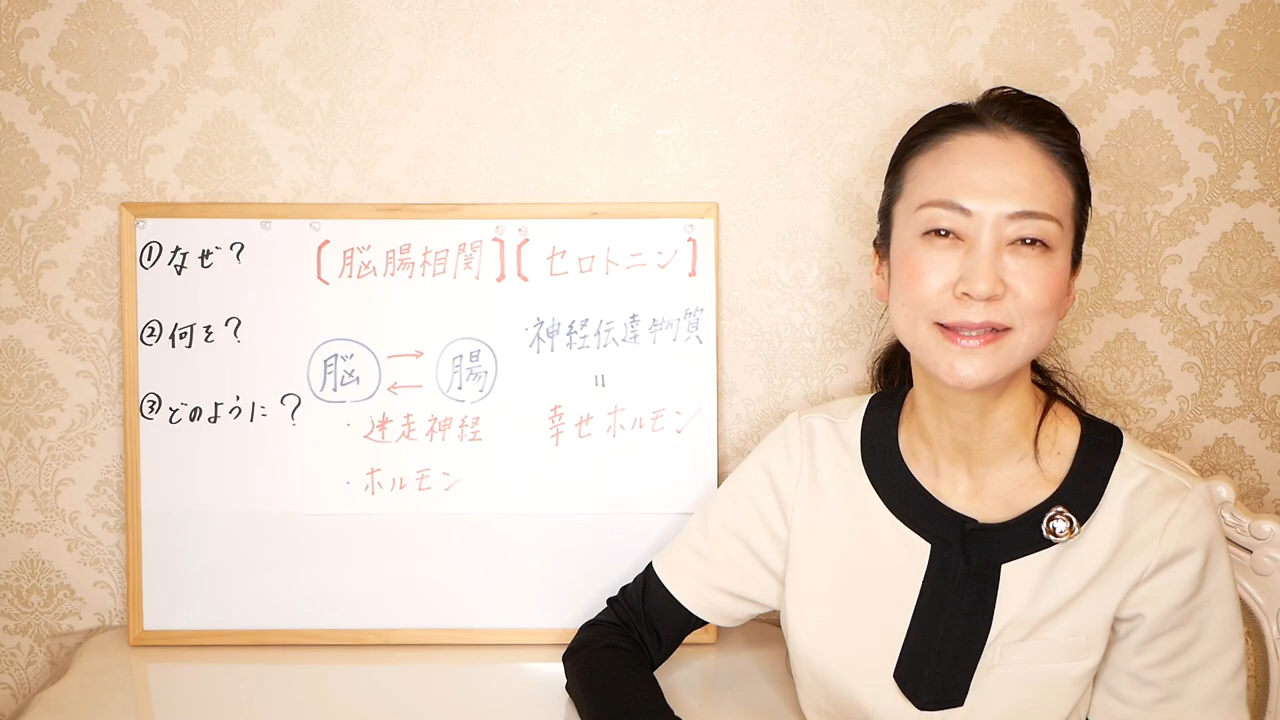 ①なぜ？
②何を？
③どのように？
【脳腸相関】【セロトニン】
脳 → ← 腸
・迷走神経
・ホルモン
・神経伝達物質
＝
幸せホルモン